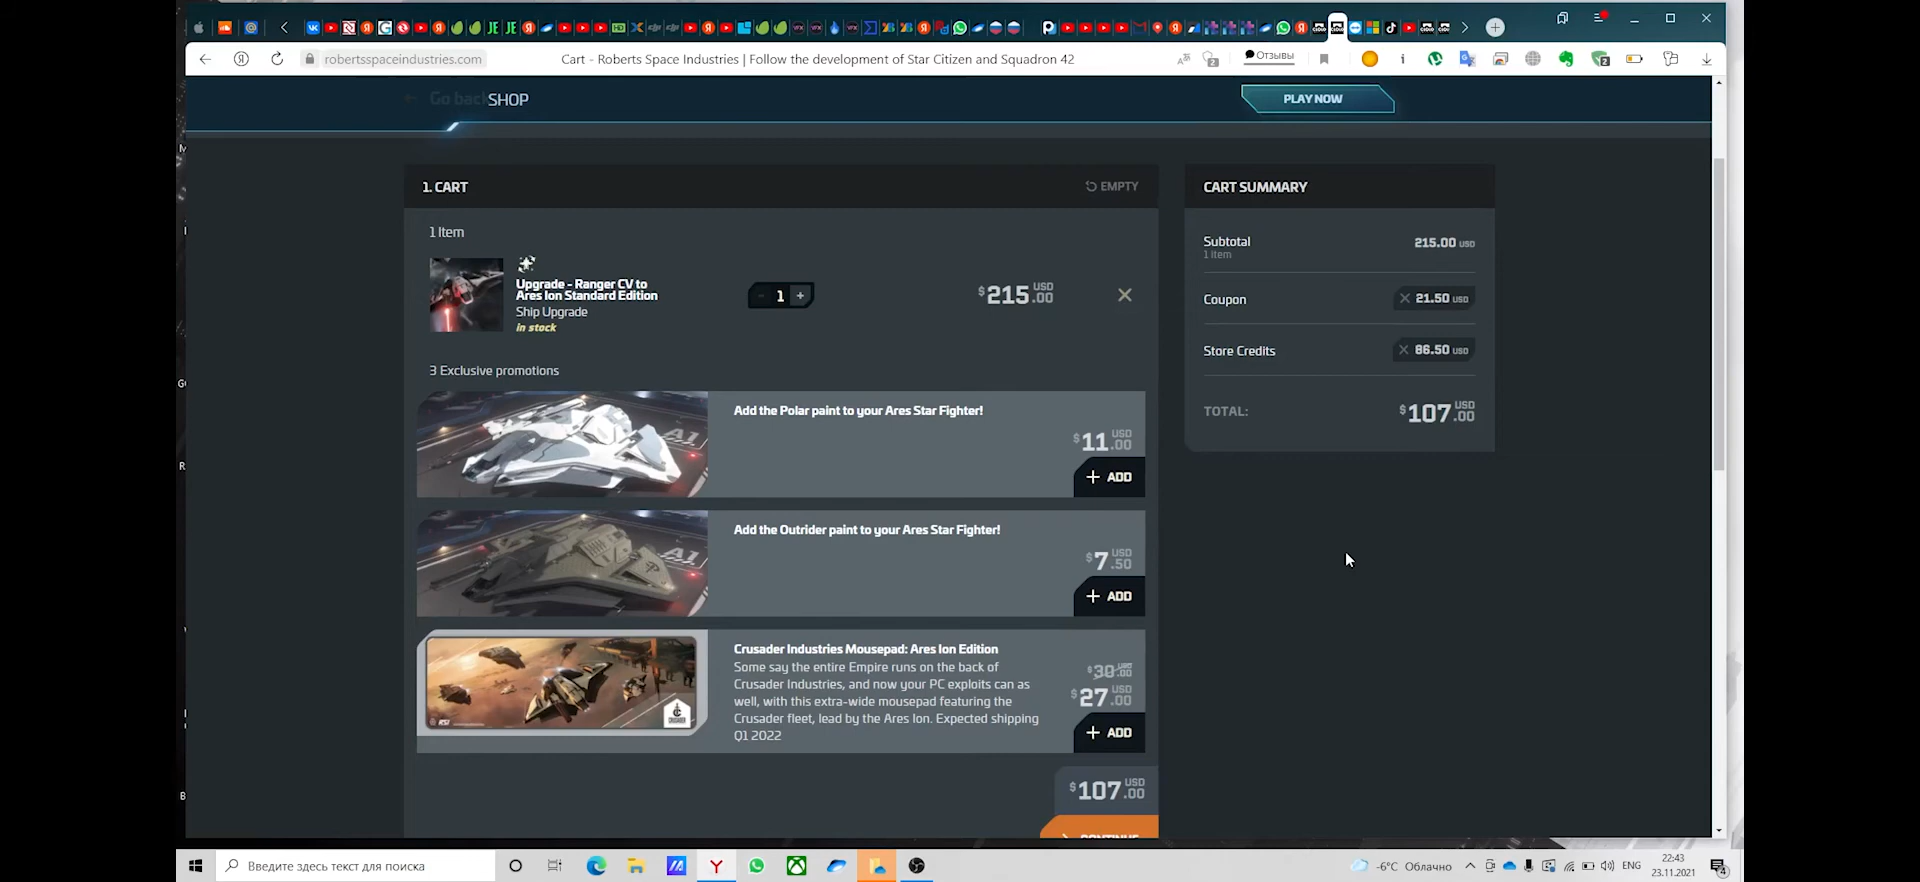 robertsspaceindustries.com
Cart - Roberts Space Industries | Follow the development of Star Citizen and Squadron 42
Отзывы
Go back
SHOP
PLAY NOW
1. CART
EMPTY
1 Item
Upgrade - Ranger CV to
Ares Ion Standard Edition
Ship Upgrade
in stock
- 1 +
$215.00 USD
3 Exclusive promotions
Add the Polar paint to your Ares Star Fighter!
$11.00 USD
+ ADD
Add the Outrider paint to your Ares Star Fighter!
$7.50 USD
+ ADD
Crusader Industries Mousepad: Ares Ion Edition
Some say the entire Empire runs on the back of
Crusader Industries, and now your PC exploits can as
well, with this extra-wide mousepad featuring the
Crusader fleet, lead by the Ares Ion. Expected shipping
Q1 2022
$30.00 USD
$27.00 USD
+ ADD
$107.00 USD
CONTINUE
CART SUMMARY
Subtotal
1 Item
215.00 USD
Coupon
21.50 USD
Store Credits
86.50 USD
TOTAL:
$107.00 USD
Введите здесь текст для поиска
-6°C Облачно
ENG
22:43
23.11.2021